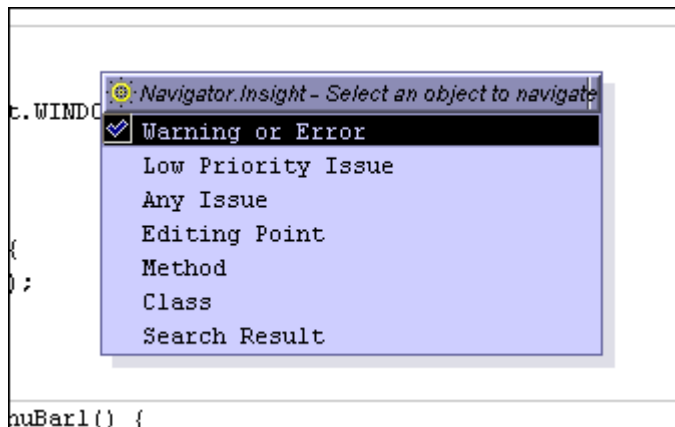 Navigator.Insight - Select an object to navigate
t.WINDO
Warning or Error
Low Priority Issue
Any Issue
Editing Point
{
Method
);
Class
Search Result
nuBar1() {